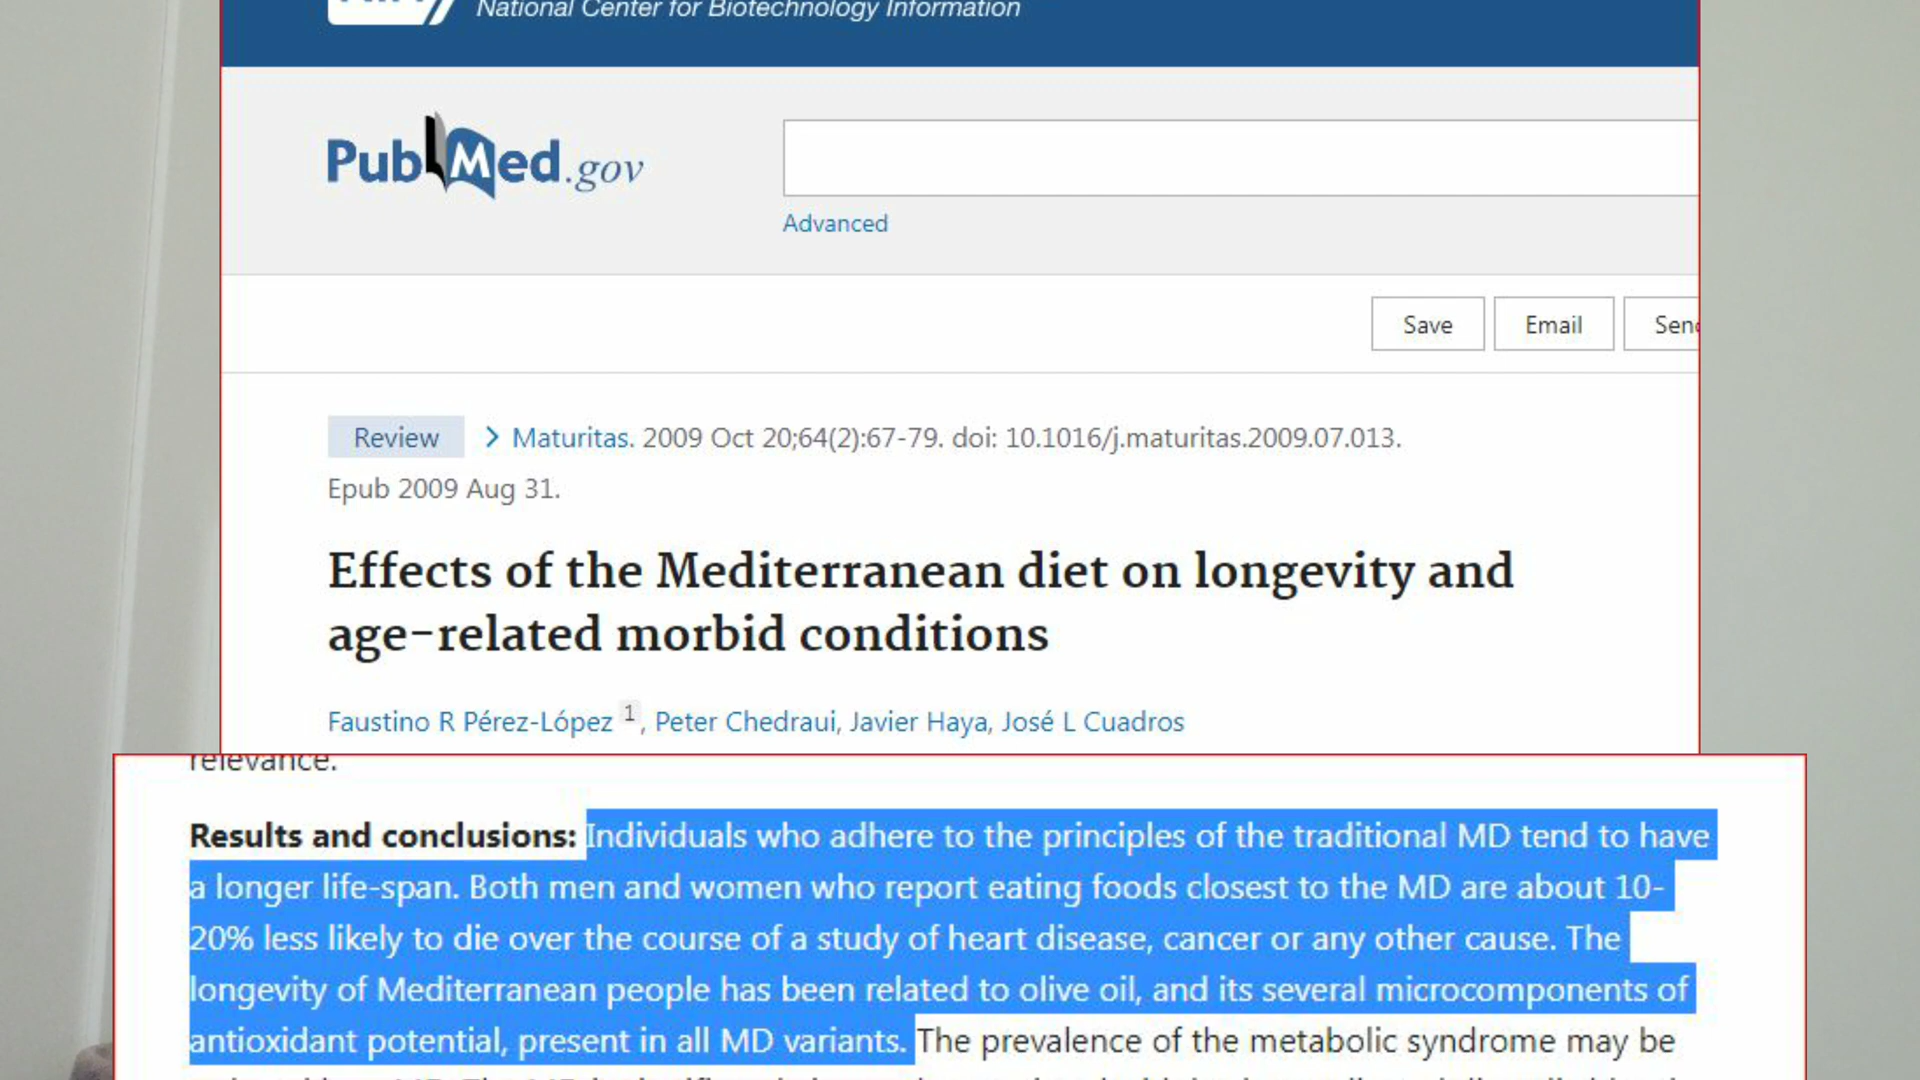 National Center for Biotechnology Information
PubMed.gov
Advanced
Save Email Send
Review > Maturitas. 2009 Oct 20;64(2):67-79. doi: 10.1016/j.maturitas.2009.07.013.
Epub 2009 Aug 31.
Effects of the Mediterranean diet on longevity and
age-related morbid conditions
Faustino R Pérez-López 1, Peter Chedraui, Javier Haya, José L Cuadros
relevance.
Results and conclusions: Individuals who adhere to the principles of the traditional MD tend to have
a longer life-span. Both men and women who report eating foods closest to the MD are about 10-
20% less likely to die over the course of a study of heart disease, cancer or any other cause. The
longevity of Mediterranean people has been related to olive oil, and its several microcomponents of
antioxidant potential, present in all MD variants. The prevalence of the metabolic syndrome may be